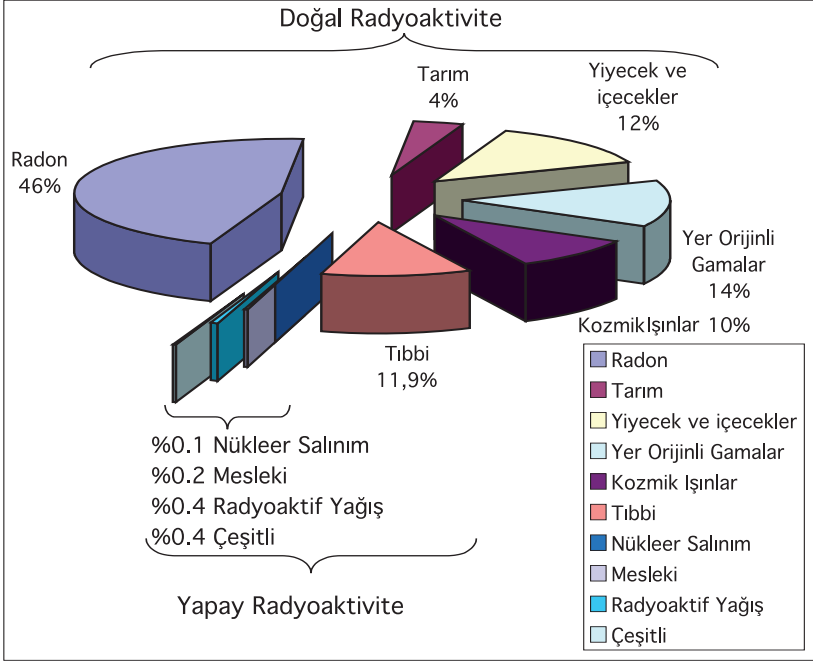 Doğal Radyoaktivite
Tarım
4%
Yiyecek ve
içecekler
12%
Radon
46%
Yer Orijinli
Gamalar
14%
Kozmik Işınlar 10%
Tıbbi
11,9%
%0.1 Nükleer Salınım
%0.2 Mesleki
%0.4 Radyoaktif Yağış
%0.4 Çeşitli
Yapay Radyoaktivite
Radon
Tarım
Yiyecek ve içecekler
Yer Orijinli Gamalar
Kozmik Işınlar
Tıbbi
Nükleer Salınım
Mesleki
Radyoaktif Yağış
Çeşitli